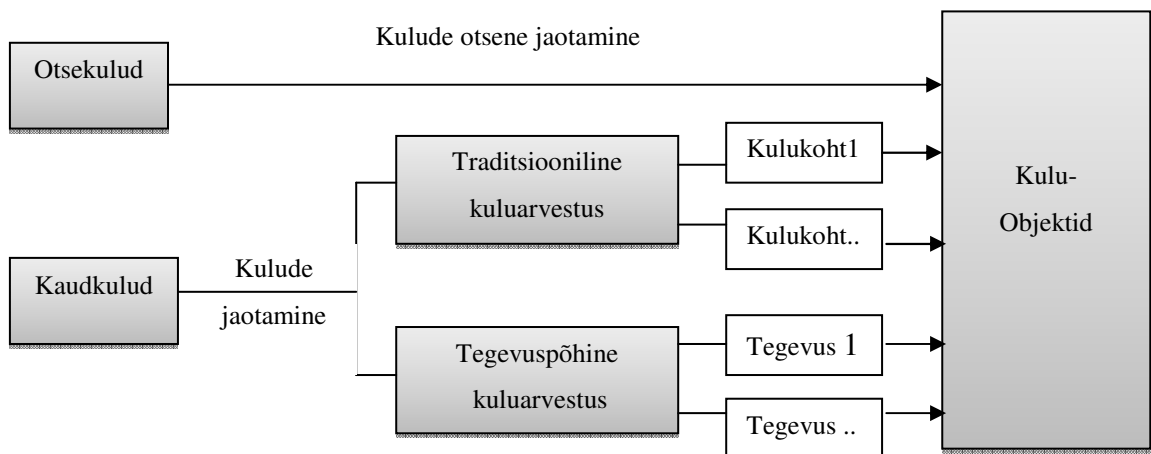 Kulude otsene jaotamine
Otsekulud
Traditsiooniline
kuluarvestus
Kulukoht1
Kulukoht..
Kulu-
Objektid
Kaudkulud
Kulude
jaotamine
Tegevuspõhine
kuluarvestus
Tegevus 1
Tegevus ..